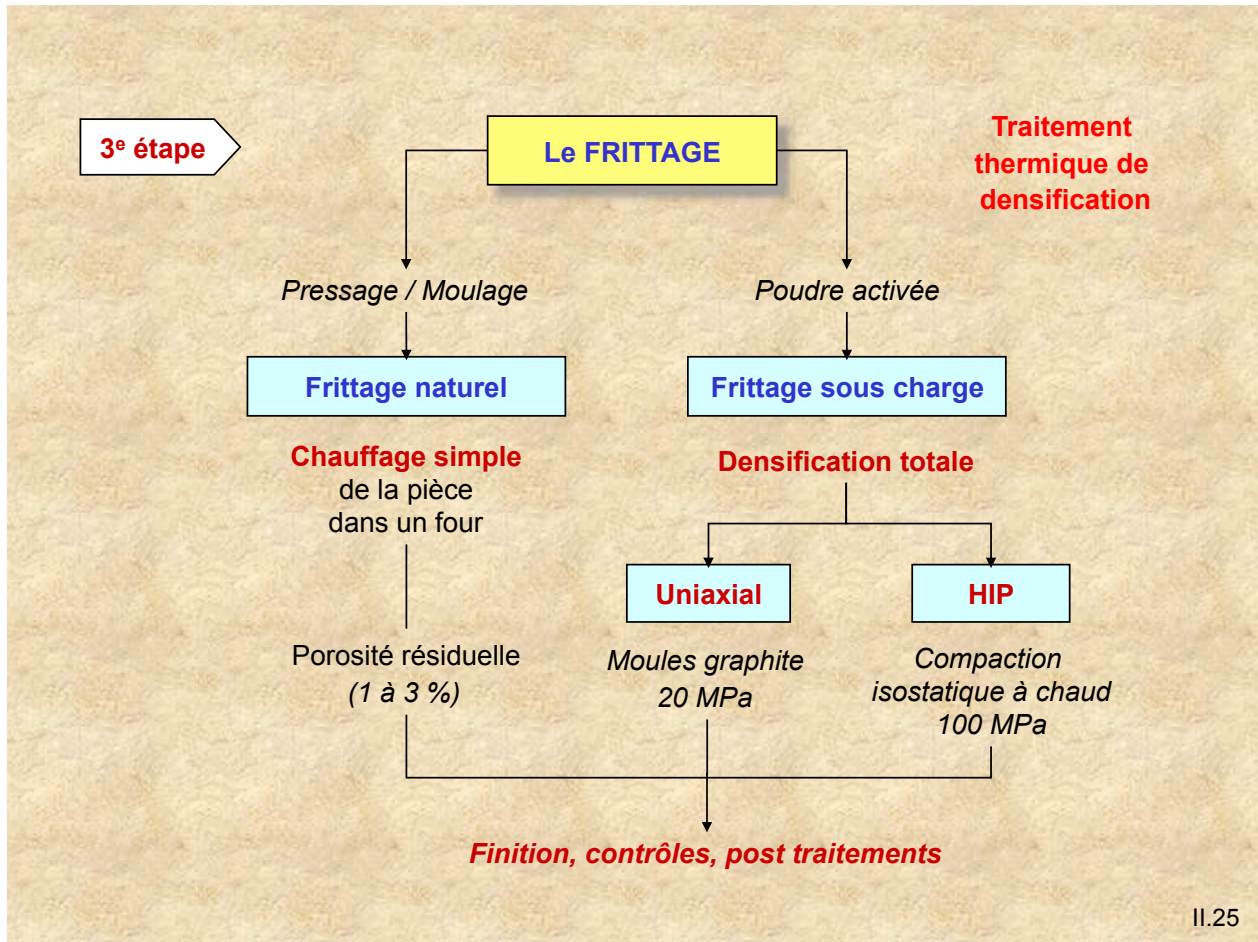 3e étape
Le FRITTAGE
Traitement
thermique de
densification
Pressage / Moulage
Poudre activée
Frittage naturel
Frittage sous charge
Chauffage simple
de la pièce
dans un four
Densification totale
Uniaxial
HIP
Porosité résiduelle
(1 à 3 %)
Moules graphite
20 MPa
Compaction
isostatique à chaud
100 MPa
Finition, contrôles, post traitements
II.25